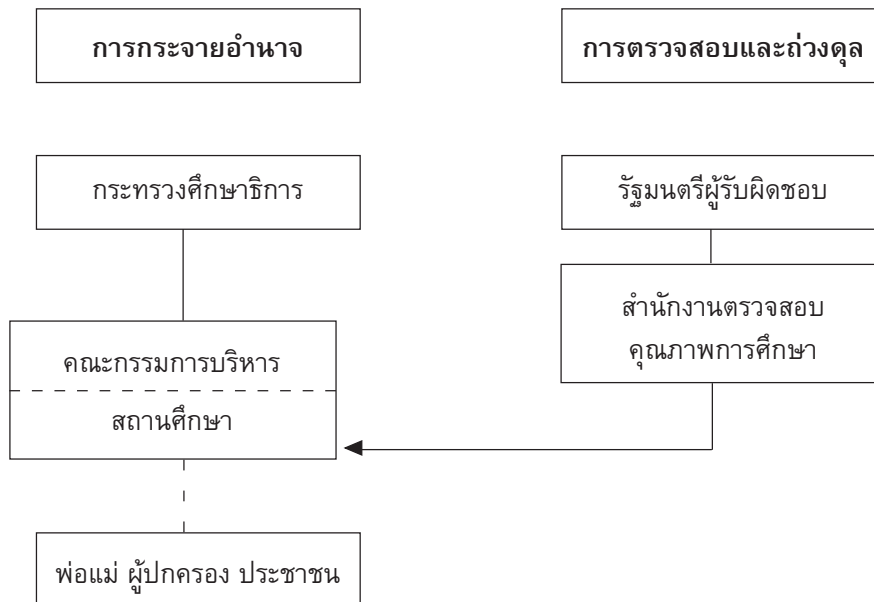 การกระจายอำนาจ
การตรวจสอบและถ่วงดุล
กระทรวงศึกษาธิการ
รัฐมนตรีผู้รับผิดชอบ
สำนักงานตรวจสอบ
คุณภาพการศึกษา
คณะกรรมการบริหาร
สถานศึกษา
พ่อแม่ ผู้ปกครอง ประชาชน